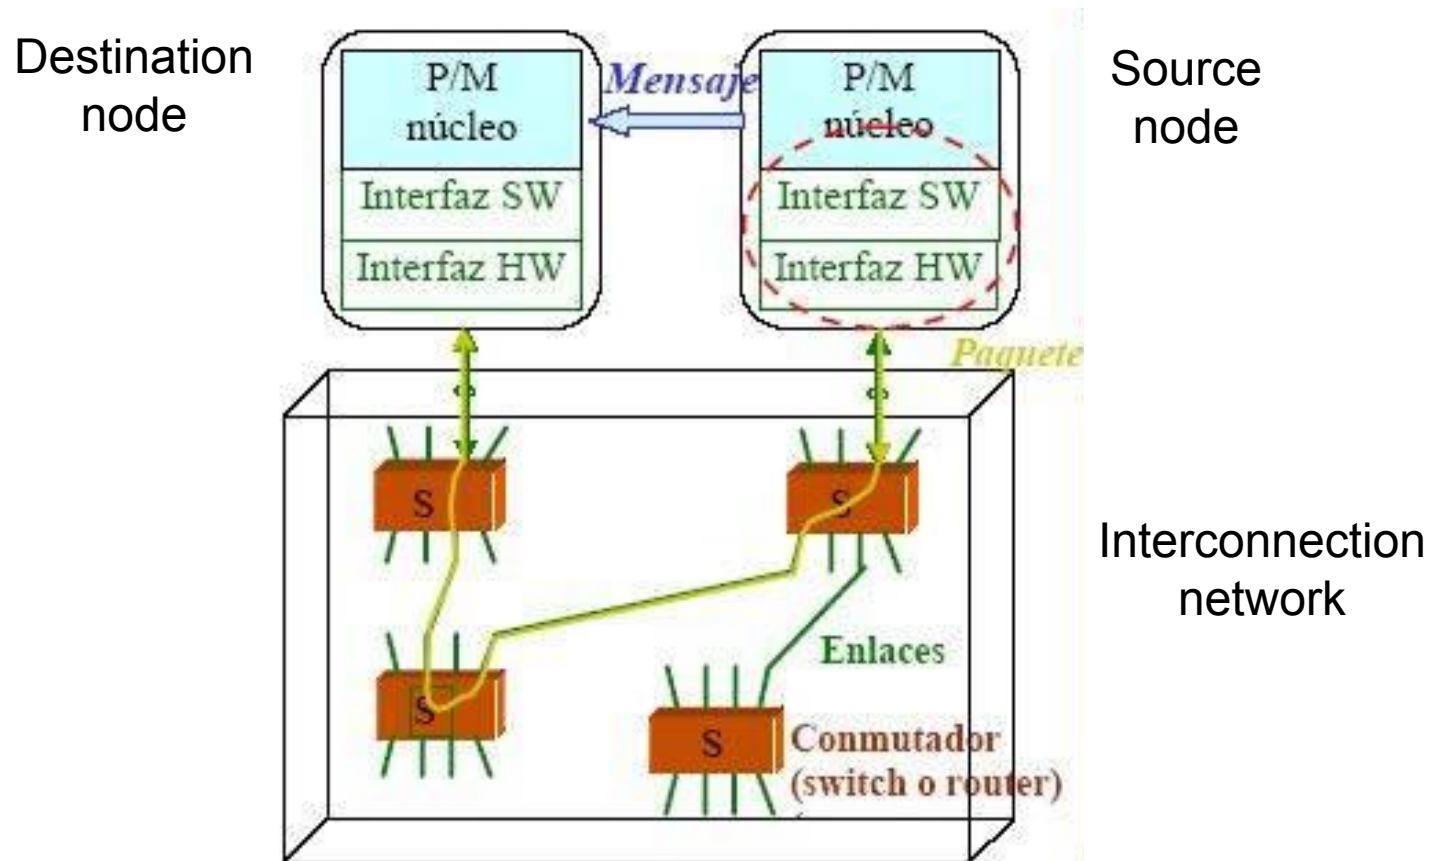 Destination
node
P/M
núcleo
Interfaz SW
Interfaz HW
Mensaje
P/M
núcleo
Interfaz SW
Interfaz HW
Source
node
Paquete
S
S
Interconnection
network
Enlaces
S
S
Conmutador
(switch o router)